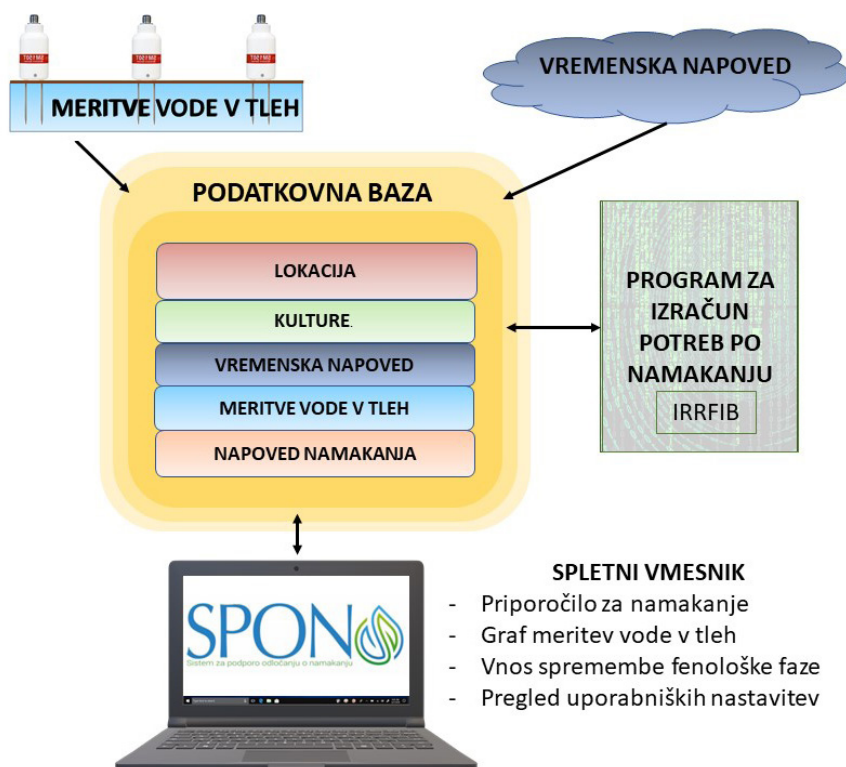 MERITVE VODE V TLEH
VREMENSKA NAPOVED
PODATKOVNA BAZA
LOKACIJA
KULTURE.
VREMENSKA NAPOVED
MERITVE VODE V TLEH
NAPOVED NAMAKANJA
PROGRAM ZA
IZRAČUN
POTREB PO
NAMAKANJU
IRRFIB
SPON
Sistem za podporo odločanju o namakanju
SPLETNI VMESNIK
- Priporočilo za namakanje
- Graf meritev vode v tleh
- Vnos spremembe fenološke faze
- Pregled uporabniških nastavitev